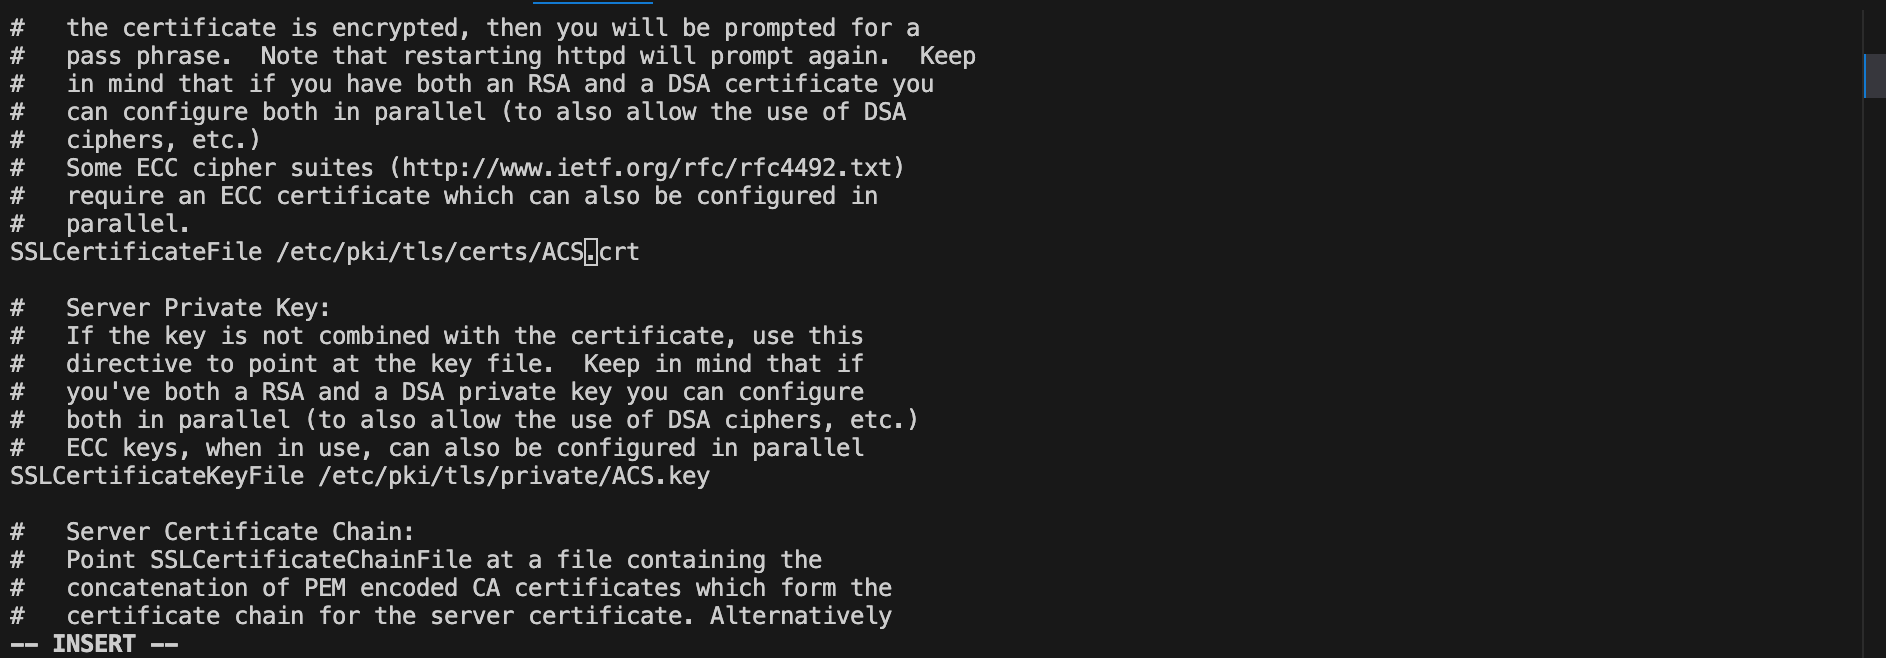 #   the certificate is encrypted, then you will be prompted for a
#   pass phrase.  Note that restarting httpd will prompt again.  Keep
#   in mind that if you have both an RSA and a DSA certificate you
#   can configure both in parallel (to also allow the use of DSA
#   ciphers, etc.)
#   Some ECC cipher suites (http://www.ietf.org/rfc/rfc4492.txt)
#   require an ECC certificate which can also be configured in
#   parallel.
SSLCertificateFile /etc/pki/tls/certs/ACS.crt

#   Server Private Key:
#   If the key is not combined with the certificate, use this
#   directive to point at the key file.  Keep in mind that if
#   you've both a RSA and a DSA private key you can configure
#   both in parallel (to also allow the use of DSA ciphers, etc.)
#   ECC keys, when in use, can also be configured in parallel
SSLCertificateKeyFile /etc/pki/tls/private/ACS.key

#   Server Certificate Chain:
#   Point SSLCertificateChainFile at a file containing the
#   concatenation of PEM encoded CA certificates which form the
#   certificate chain for the server certificate. Alternatively
-- INSERT --